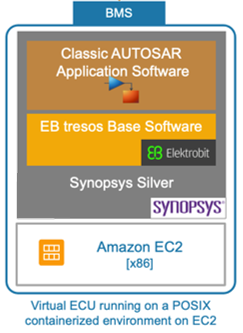 BMS
Classic AUTOSAR
Application Software
EB tresos Base Software
EB Elektrobit
Synopsys Silver
SYNOPSYS®
Amazon EC2
[x86]
Virtual ECU running on a POSIX
containerized environment on EC2